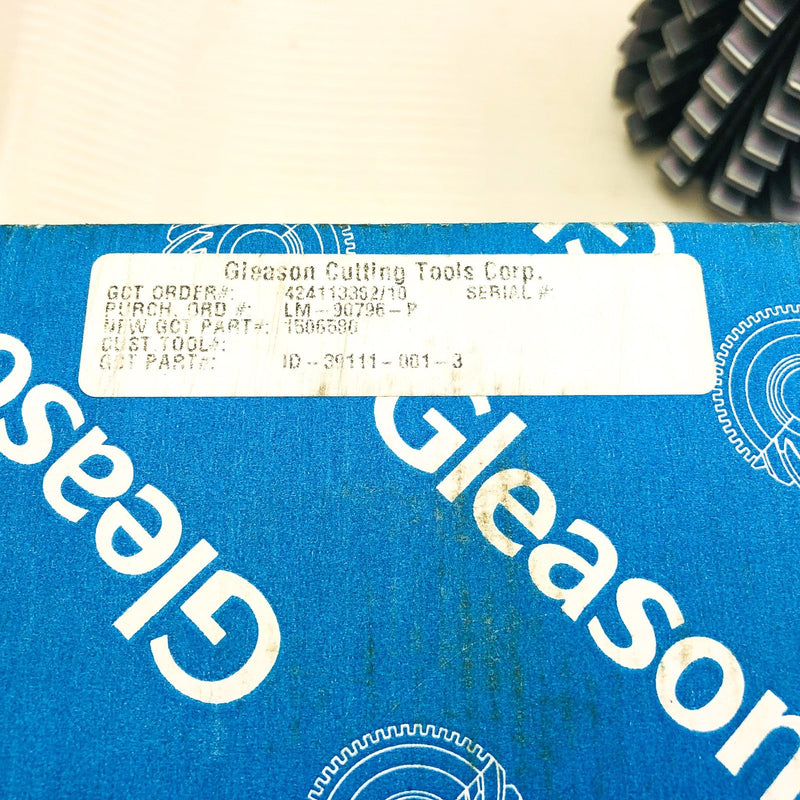 Gleason Cutting Tools Corp.
GCT ORDER#: 424113352/10 SERIAL #:
PURCH. ORD #: LM-90796-P
NEW GCT PART#: 1506590
CUST.TOOL#:
GCT PART#: ID-39111-001-3
Gleason
Gleason